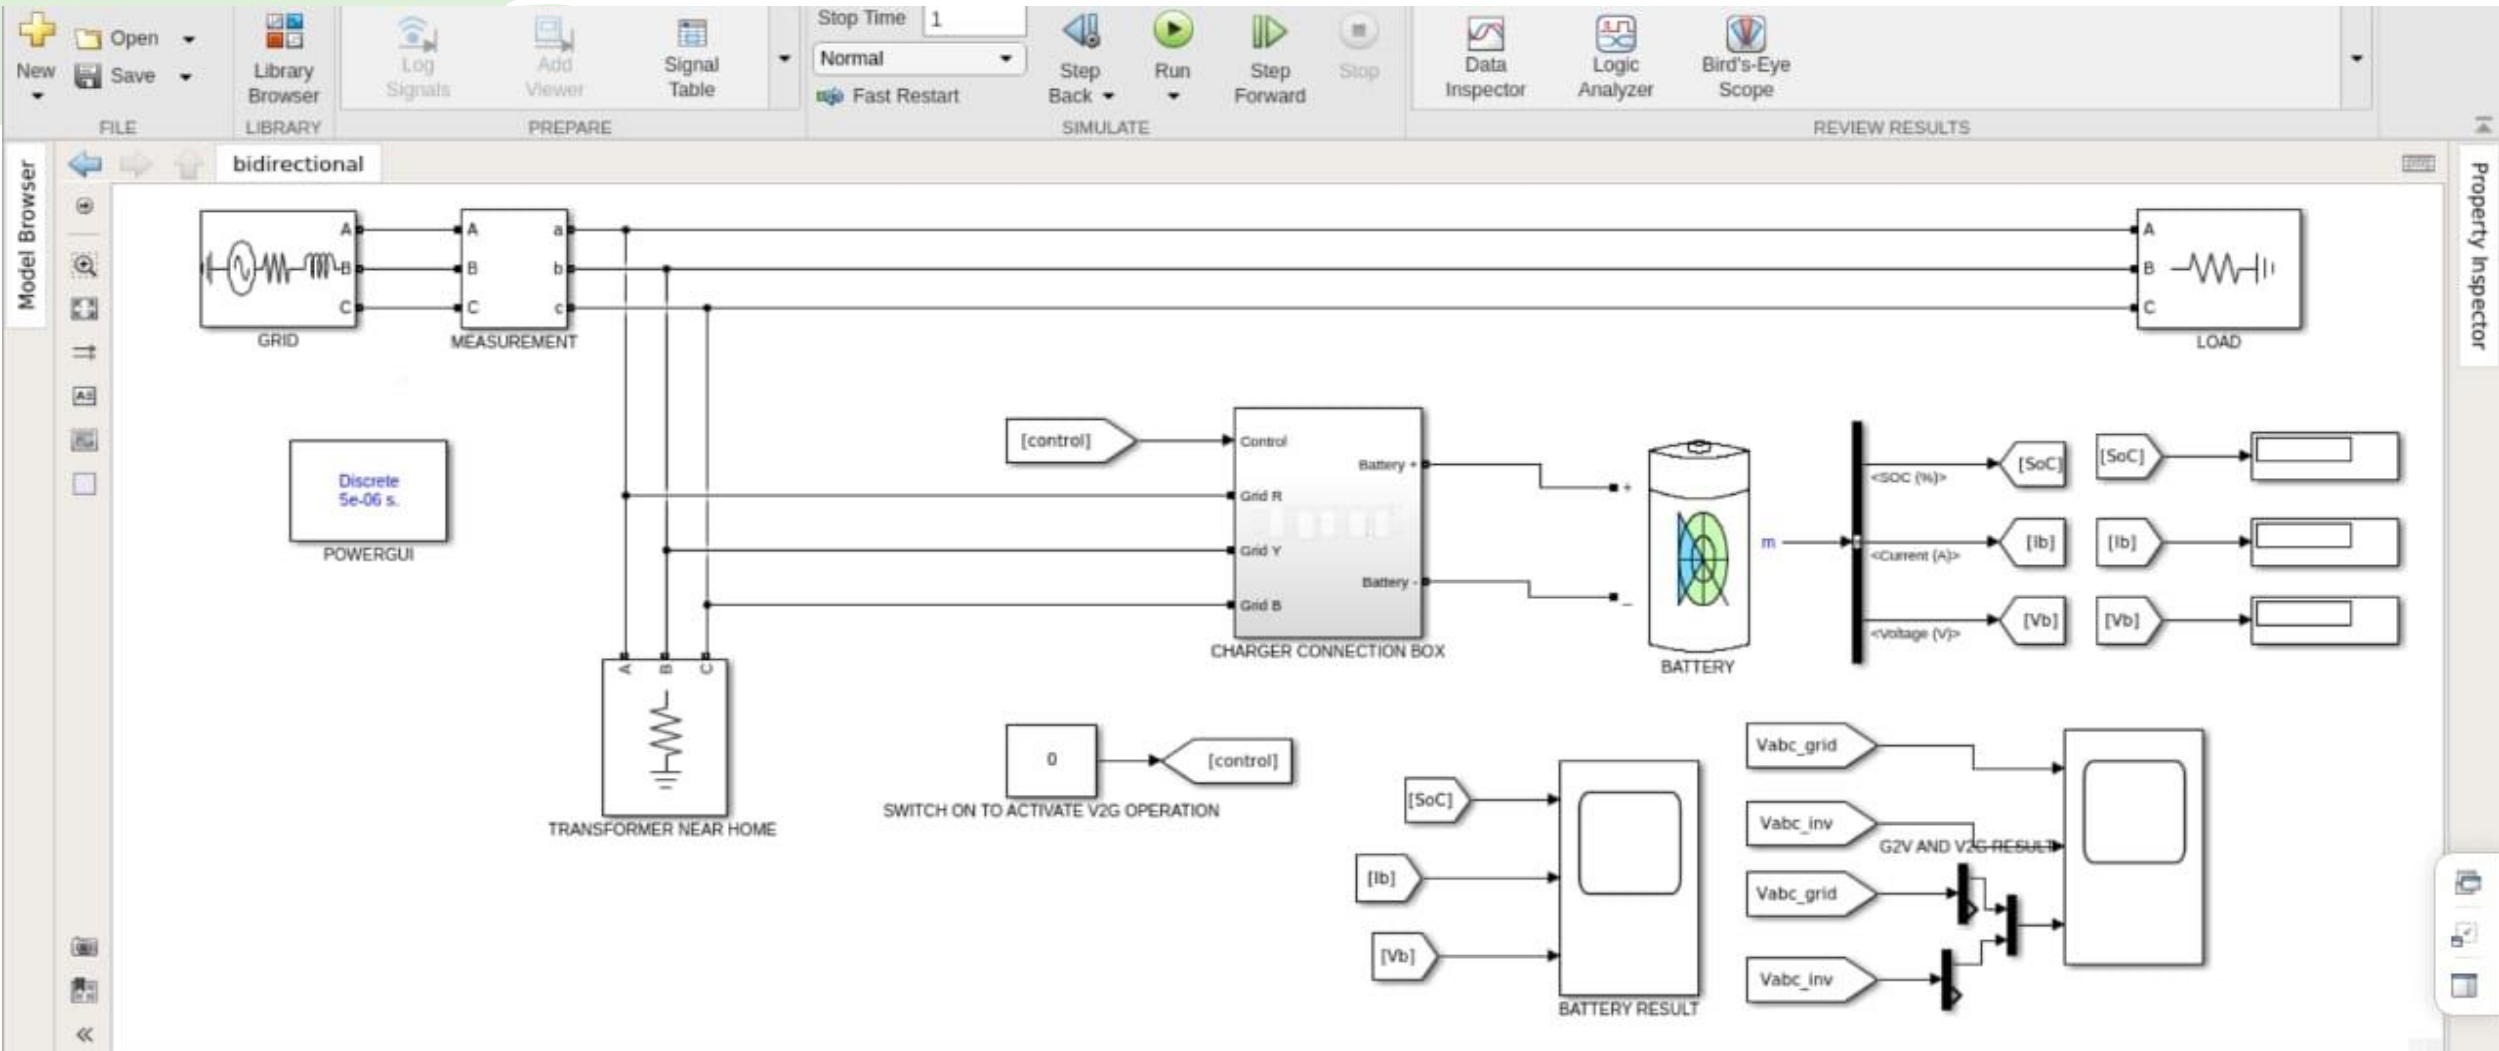 New
Open
Save
FILE
Library
Browser
LIBRARY
Log
Signals
Add
Viewer
Signal
Table
PREPARE
Stop Time 1
Normal
Fast Restart
Step
Back
Run
Step
Forward
Stop
SIMULATE
Data
Inspector
Logic
Analyzer
Bird's-Eye
Scope
REVIEW RESULTS
Model Browser
bidirectional
Property Inspector
A
B
C
GRID
A
B
C
a
b
c
MEASUREMENT
A
B
C
LOAD
Discrete
5e-06 s.
POWERGUI
[control]
Control
Grid R
Grid Y
Grid B
Battery +
Battery -
CHARGER CONNECTION BOX
+
_
BATTERY
m
<SOC (%)>
<Current (A)>
<Voltage (V)>
[SoC]
[Ib]
[Vb]
[SoC]
[Ib]
[Vb]
A
B
C
TRANSFORMER NEAR HOME
0
[control]
SWITCH ON TO ACTIVATE V2G OPERATION
[SoC]
[Ib]
[Vb]
BATTERY RESULT
Vabc_grid
Vabc_inv
G2V AND V2G RESULT
Vabc_grid
Vabc_inv